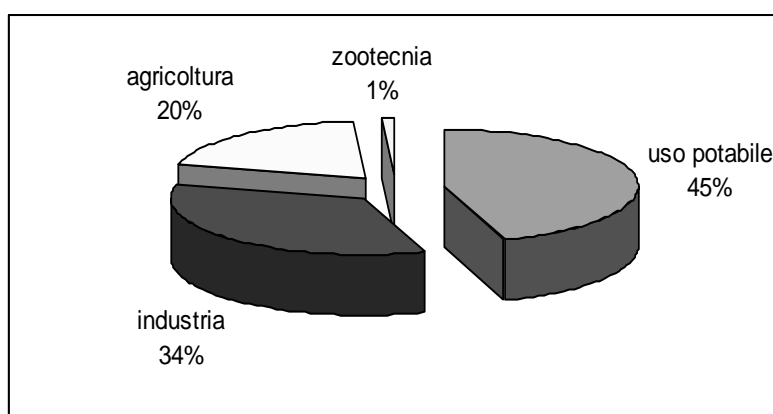 zootecnia
1%
agricoltura
20%
uso potabile
45%
industria
34%